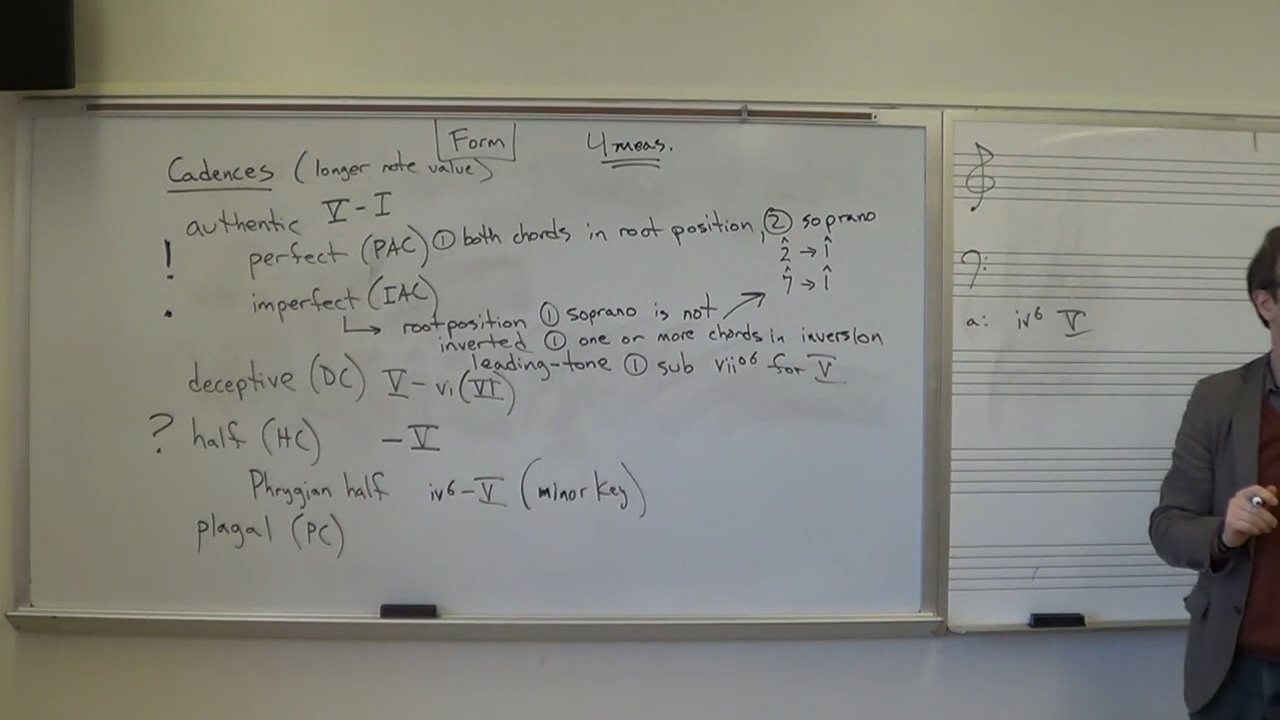 Form 4 meas.
Cadences (longer note value)
authentic V - I
! perfect (PAC) ① both chords in root position, ② soprano
2̂ → 1̂
7̂ → 1̂
. imperfect (IAC)
↳ root position ① soprano is not ↗
inverted ① one or more chords in inversion
leading-tone ① sub vii°⁶ for V
deceptive (DC) V - vi (VI)
? half (HC) - V
Phrygian half iv⁶ - V (minor key)
plagal (PC)
a: iv⁶ V